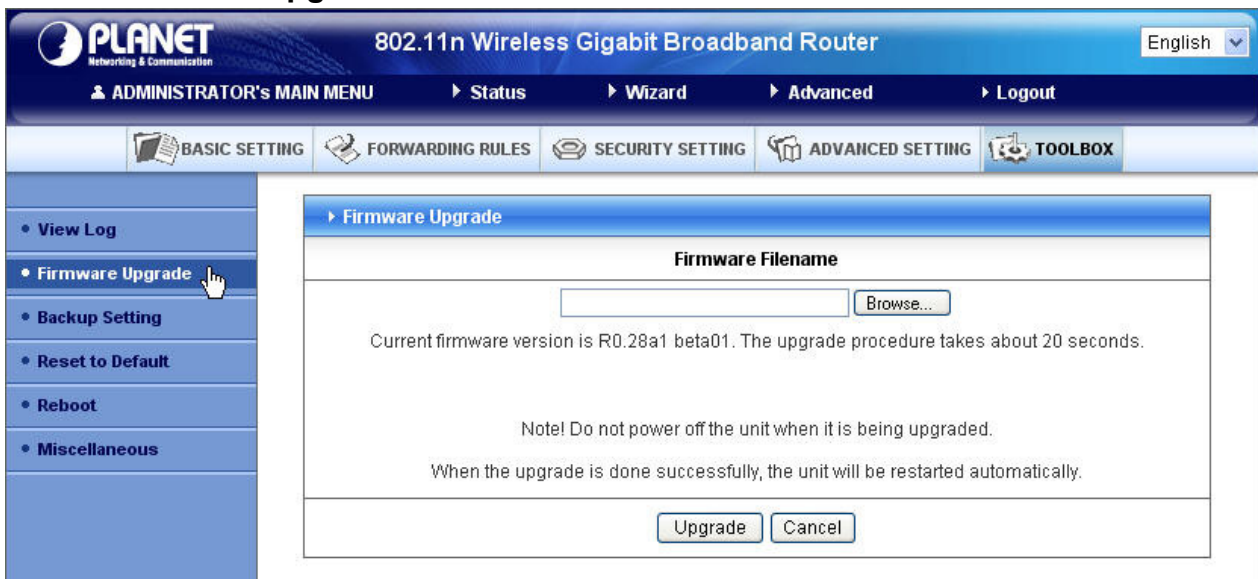 PLANET
Networking & Communication
802.11n Wireless Gigabit Broadband Router
English
ADMINISTRATOR's MAIN MENU Status Wizard Advanced Logout
BASIC SETTING FORWARDING RULES SECURITY SETTING ADVANCED SETTING TOOLBOX
View Log
Firmware Upgrade
Backup Setting
Reset to Default
Reboot
Miscellaneous
Firmware Upgrade
Firmware Filename
Browse...
Current firmware version is R0.28a1 beta01. The upgrade procedure takes about 20 seconds.
Note! Do not power off the unit when it is being upgraded.
When the upgrade is done successfully, the unit will be restarted automatically.
Upgrade Cancel